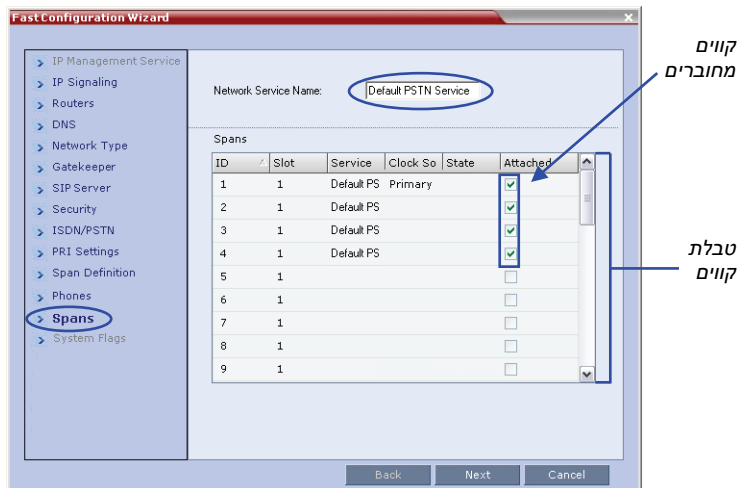 Fast Configuration Wizard
IP Management Service
IP Signaling
Routers
DNS
Network Type
Gatekeeper
SIP Server
Security
ISDN/PSTN
PRI Settings
Span Definition
Phones
Spans
System Flags
Network Service Name: Default PSTN Service
Spans
ID Slot Service Clock So State Attached
1 1 Default PS Primary
2 1 Default PS
3 1 Default PS
4 1 Default PS
5 1
6 1
7 1
8 1
9 1
Back Next Cancel
קווים
מחוברים
טבלת
קווים